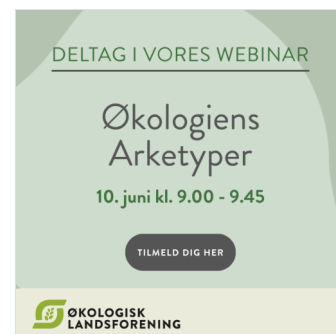 DELTAG I VORES WEBINAR
Økologiens
Arketyper
10. juni kl. 9.00 - 9.45
TILMELD DIG HER
ØKOLOGISK
LANDSFORENING